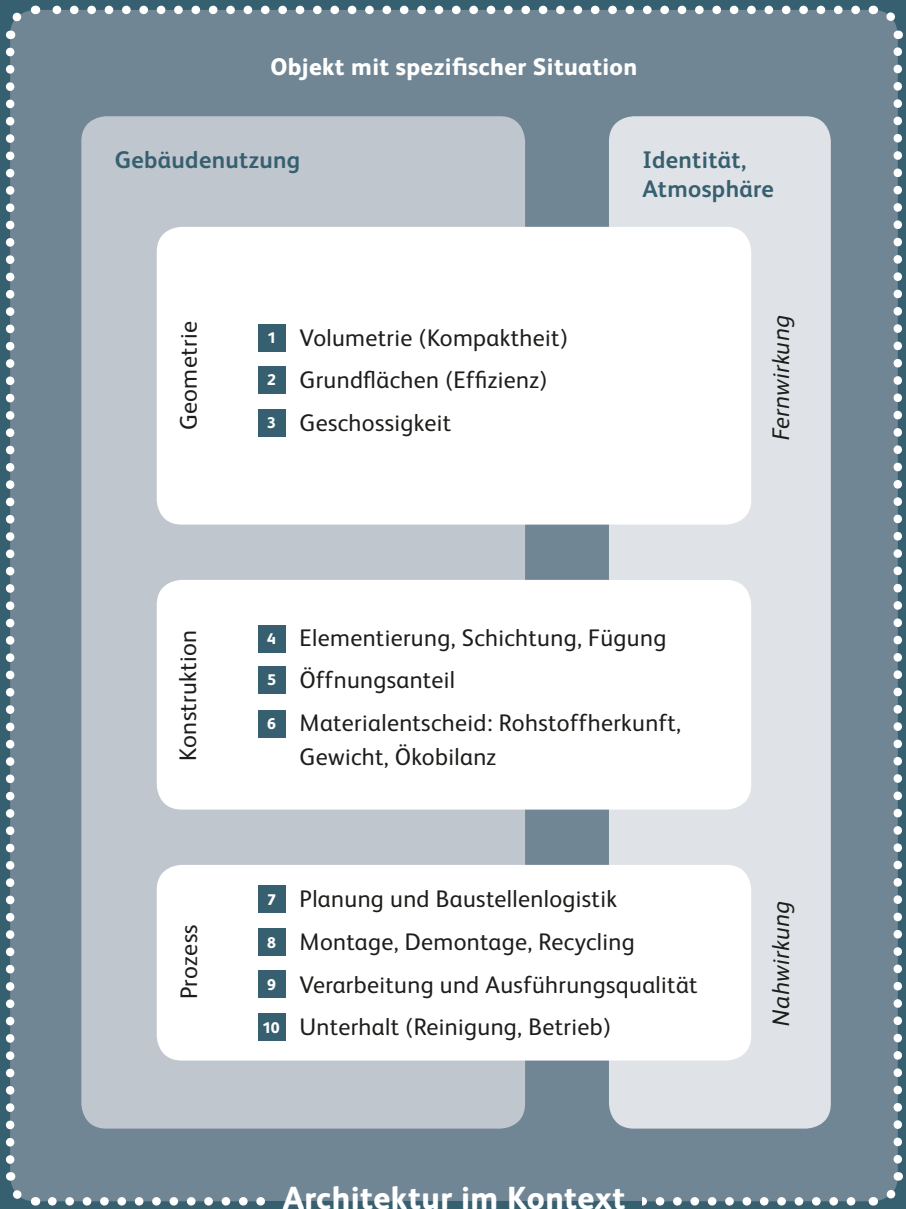 Objekt mit spezifischer Situation
Gebäudenutzung
Identität,
Atmosphäre
Geometrie
1 Volumetrie (Kompaktheit)
2 Grundflächen (Effizienz)
3 Geschossigkeit
Fernwirkung
Konstruktion
4 Elementierung, Schichtung, Fügung
5 Öffnungsanteil
6 Materialentscheid: Rohstoffherkunft,
Gewicht, Ökobilanz
Prozess
7 Planung und Baustellenlogistik
8 Montage, Demontage, Recycling
9 Verarbeitung und Ausführungsqualität
10 Unterhalt (Reinigung, Betrieb)
Nahwirkung
Architektur im Kontext